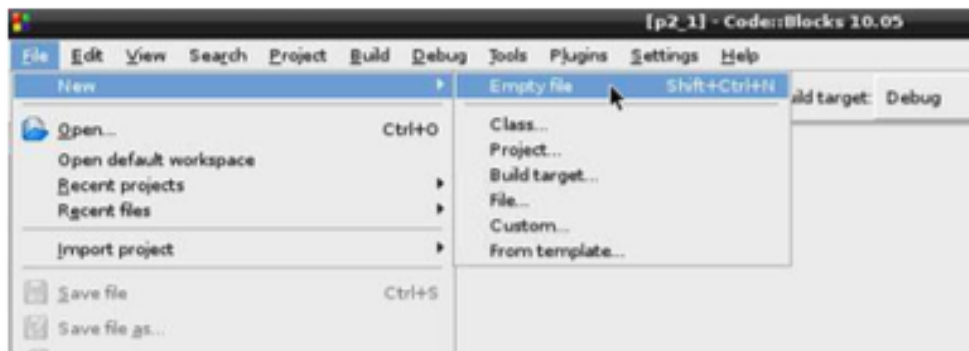 [p2_1] - Code::Blocks 10.05
File Edit View Search Project Build Debug Tools Plugins Settings Help
New
Empty file Shift+Ctrl+N
ild target: Debug
Open... Ctrl+O
Open default workspace
Recent projects
Recent files
Import project
Save file Ctrl+S
Save file as...
Class...
Project...
Build target...
File...
Custom...
From template...